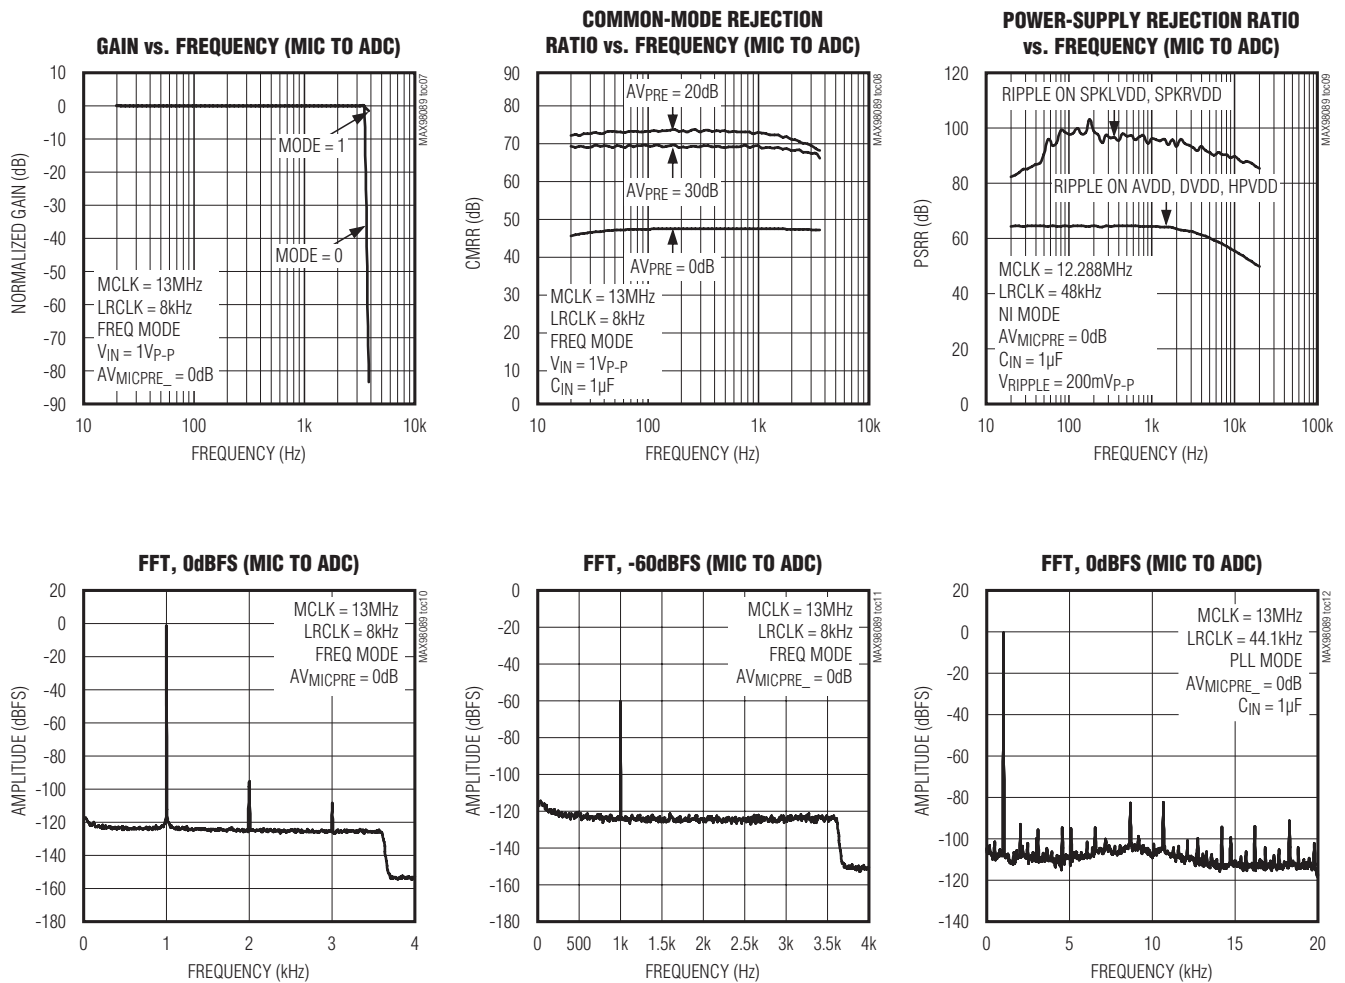 GAIN vs. FREQUENCY (MIC TO ADC)
10
0
-10
-20
-30
-40
-50
-60
-70
-80
-90
NORMALIZED GAIN (dB)
MODE = 1
MODE = 0
MCLK = 13MHz
LRCLK = 8kHz
FREQ MODE
VIN = 1VP-P
AVMICPRE_ = 0dB
MAX98089 toc07
10
100
1k
10k
FREQUENCY (Hz)
COMMON-MODE REJECTION
RATIO vs. FREQUENCY (MIC TO ADC)
90
80
70
60
50
40
30
20
10
0
CMRR (dB)
AVPRE = 20dB
AVPRE = 30dB
AVPRE = 0dB
MCLK = 13MHz
LRCLK = 8kHz
FREQ MODE
VIN = 1VP-P
CIN = 1µF
MAX98089 toc08
10
100
1k
10k
FREQUENCY (Hz)
POWER-SUPPLY REJECTION RATIO
vs. FREQUENCY (MIC TO ADC)
120
100
80
60
40
20
0
PSRR (dB)
RIPPLE ON SPKLVDD, SPKRVDD
RIPPLE ON AVDD, DVDD, HPVDD
MCLK = 12.288MHz
LRCLK = 48kHz
NI MODE
AVMICPRE = 0dB
CIN = 1µF
VRIPPLE = 200mVP-P
MAX98089 toc09
10
100
1k
10k
100k
FREQUENCY (Hz)
FFT, 0dBFS (MIC TO ADC)
20
0
-20
-40
-60
-80
-100
-120
-140
-160
-180
AMPLITUDE (dBFS)
MCLK = 13MHz
LRCLK = 8kHz
FREQ MODE
AVMICPRE = 0dB
MAX98089 toc10
0
1
2
3
4
FREQUENCY (kHz)
FFT, -60dBFS (MIC TO ADC)
0
-20
-40
-60
-80
-100
-120
-140
-160
-180
AMPLITUDE (dBFS)
MCLK = 13MHz
LRCLK = 8kHz
FREQ MODE
AVMICPRE_ = 0dB
MAX98089 toc11
0
500
1k
1.5k
2k
2.5k
3k
3.5k
4k
FREQUENCY (Hz)
FFT, 0dBFS (MIC TO ADC)
20
0
-20
-40
-60
-80
-100
-120
-140
AMPLITUDE (dBFS)
MCLK = 13MHz
LRCLK = 44.1kHz
PLL MODE
AVMICPRE_ = 0dB
CIN = 1µF
MAX98089 toc12
0
5
10
15
20
FREQUENCY (kHz)